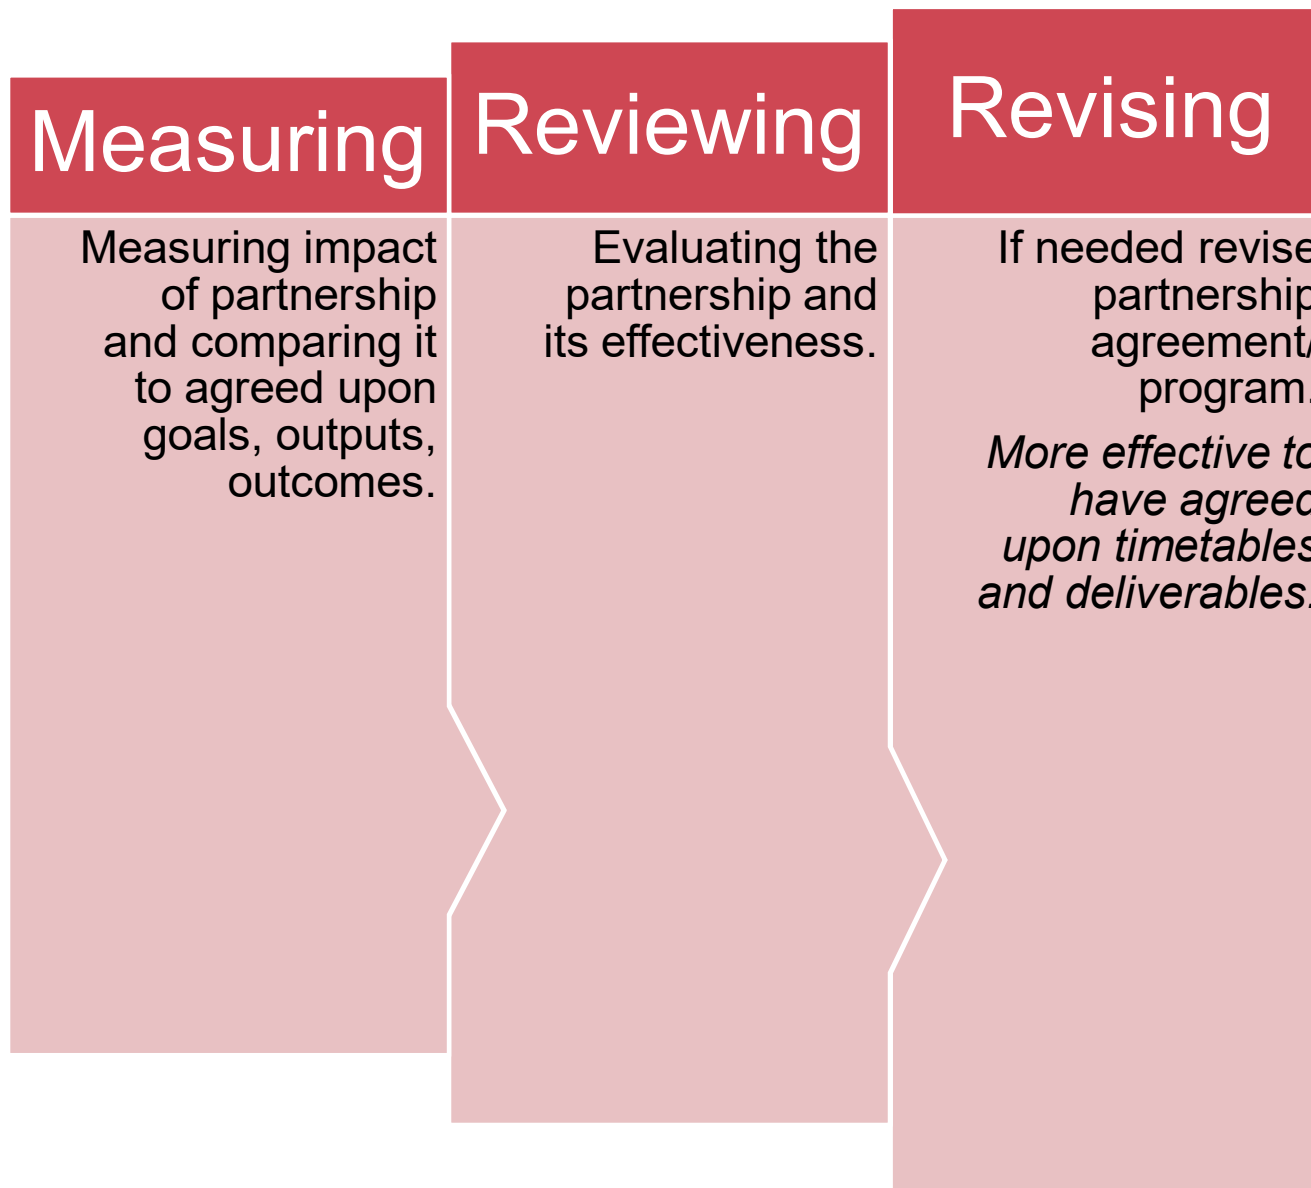 Measuring
Measuring impact
of partnership
and comparing it
to agreed upon
goals, outputs,
outcomes.
Reviewing
Evaluating the
partnership and
its effectiveness.
Revising
If needed revise
partnership
agreement/
program.
More effective to
have agreed
upon timetables
and deliverables.